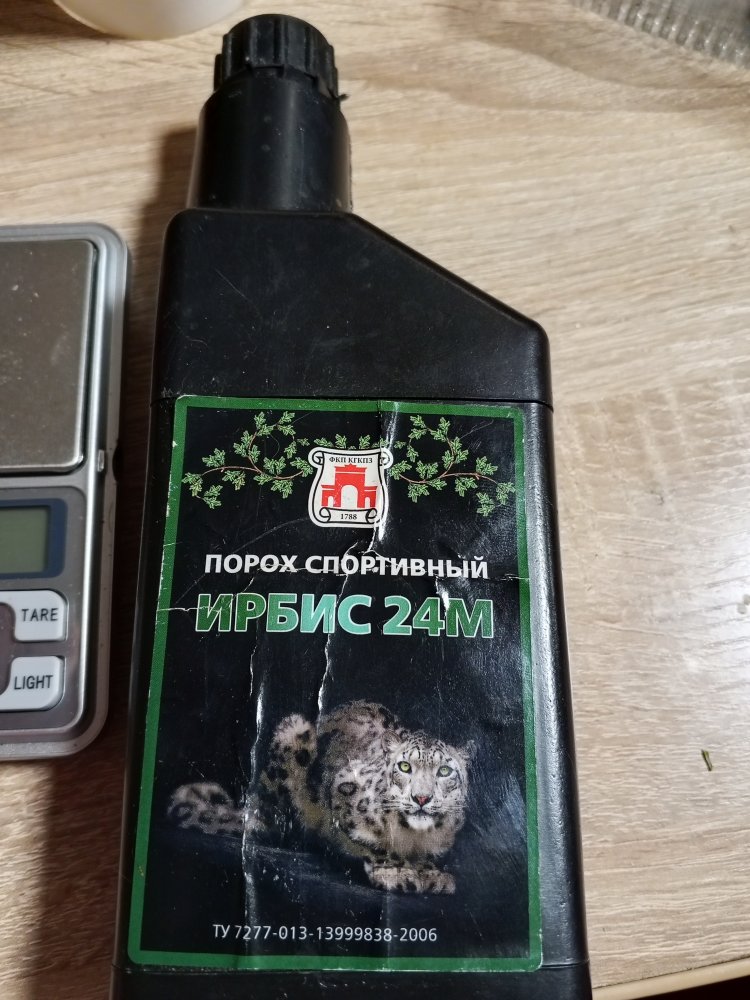 ФКП КГКПЗ
1788
ПОРОХ СПОРТИВНЫЙ
ИРБИС 24М
TARE
LIGHT
ТУ 7277-013-13999838-2006